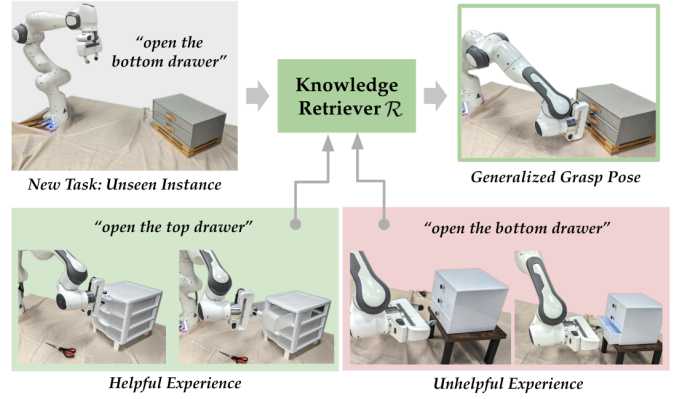 “open the
bottom drawer”
Knowledge
Retriever R
New Task: Unseen Instance
Generalized Grasp Pose
“open the top drawer”
“open the bottom drawer”
Helpful Experience
Unhelpful Experience